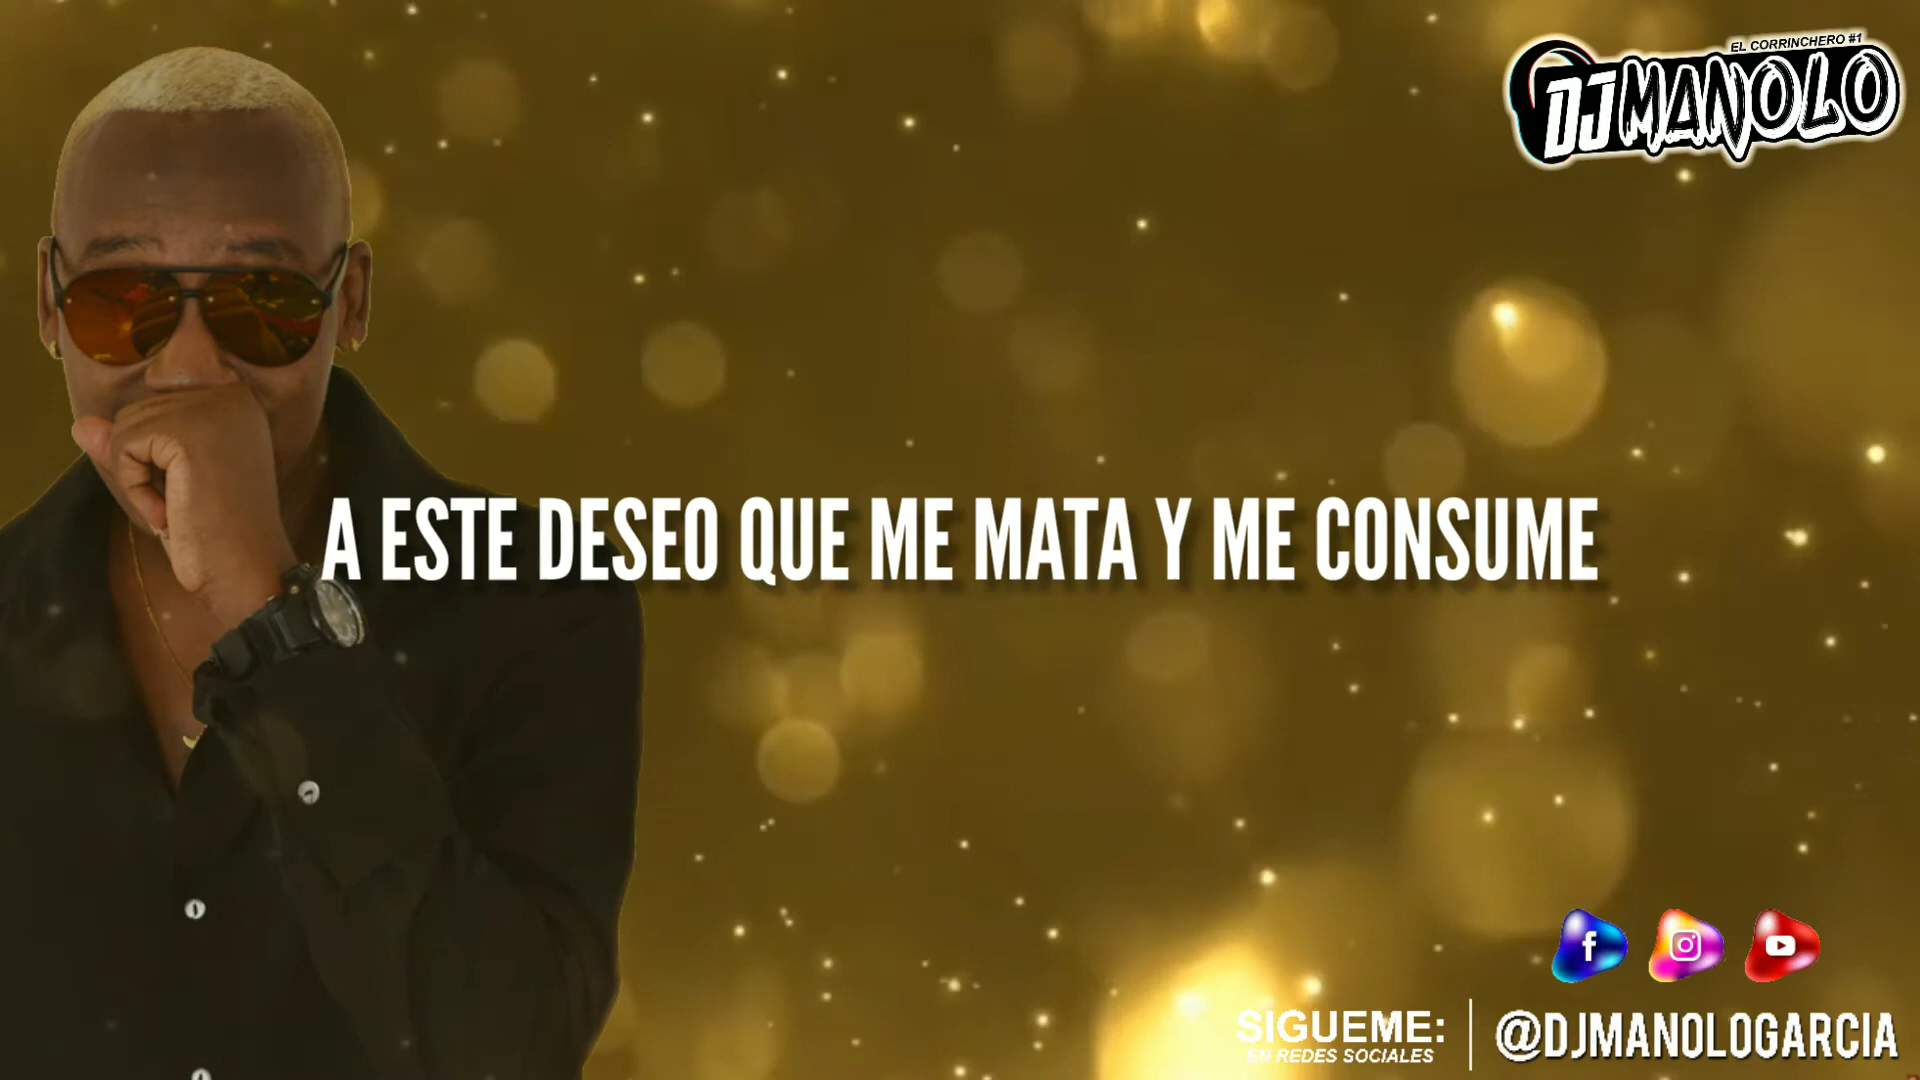 EL CORRINCHERO #1
DJ MANOLO
A ESTE DESEO QUE ME MATA Y ME CONSUME
SIGUEME:
EN REDES SOCIALES
@DJMANOLOGARCIA